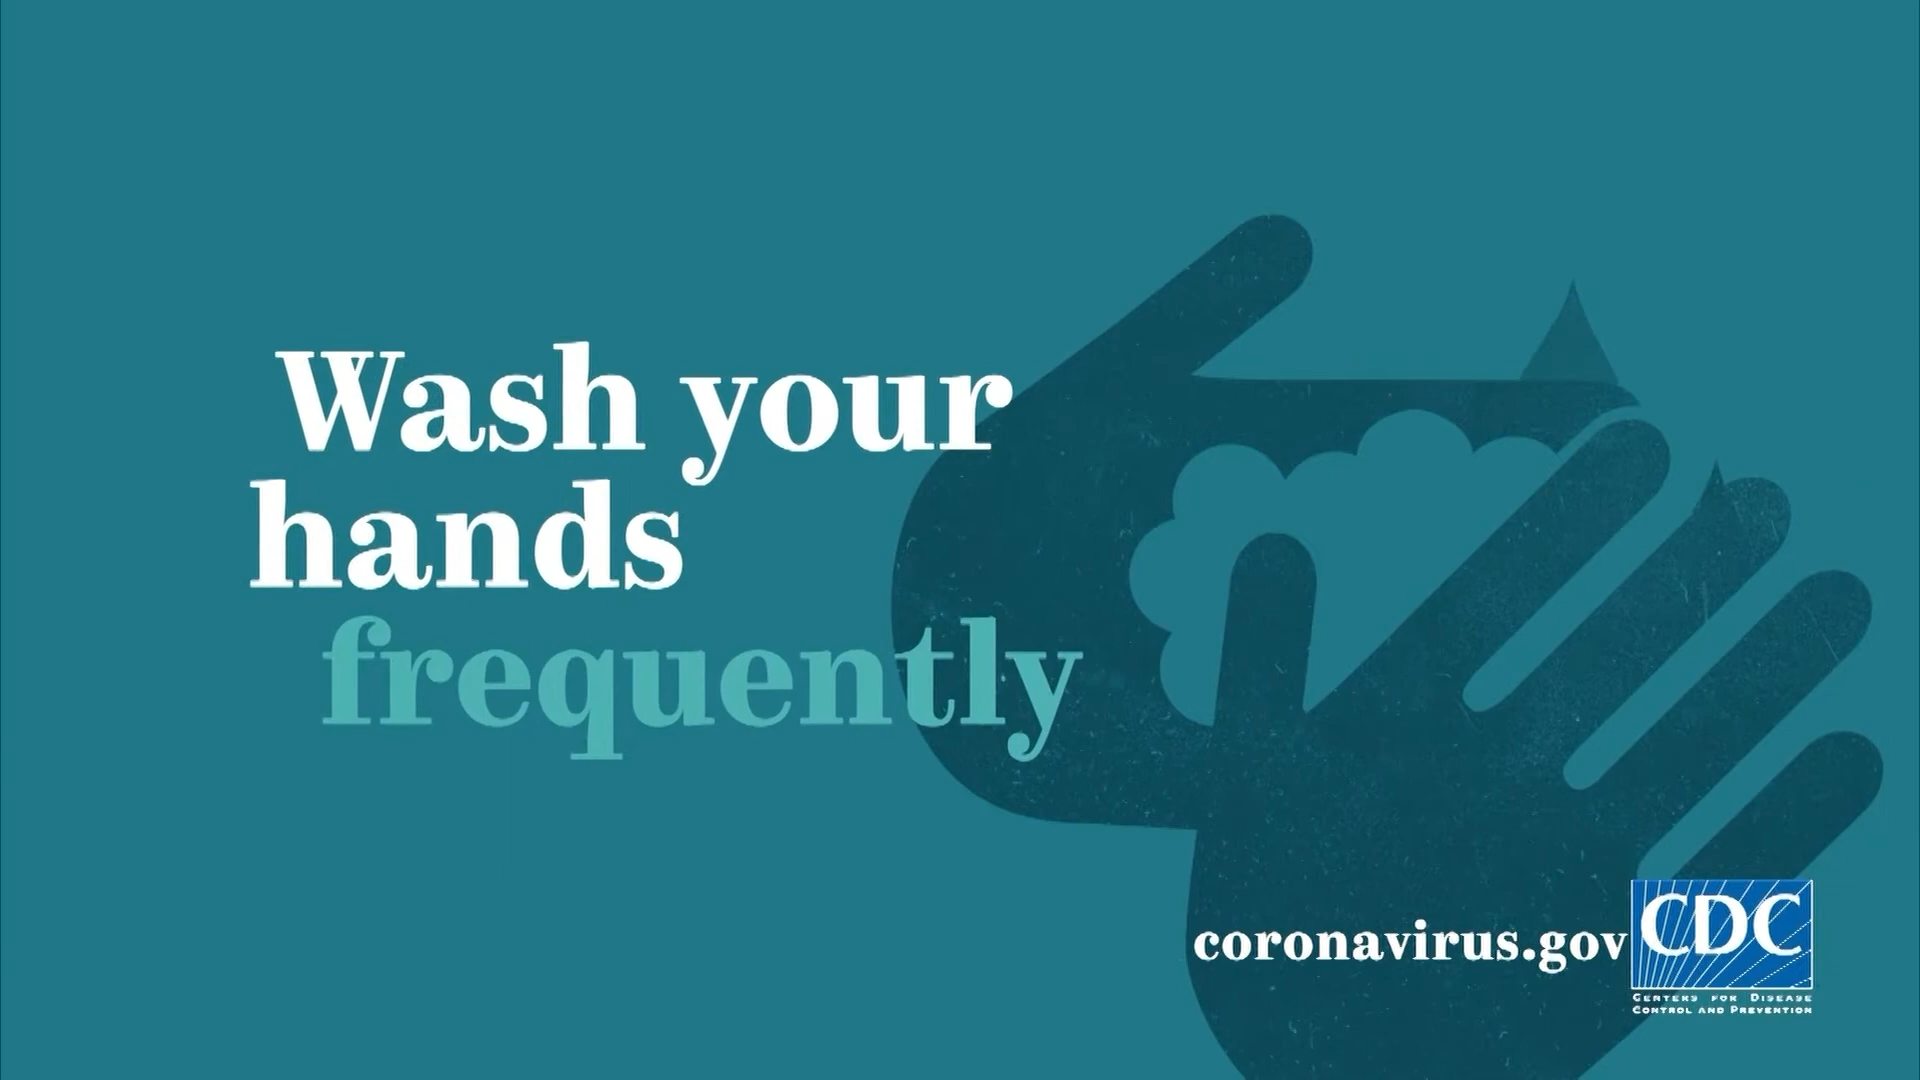 Wash your
hands
frequently
coronavirus.gov
CDC
CENTERS FOR DISEASE
CONTROL AND PREVENTION